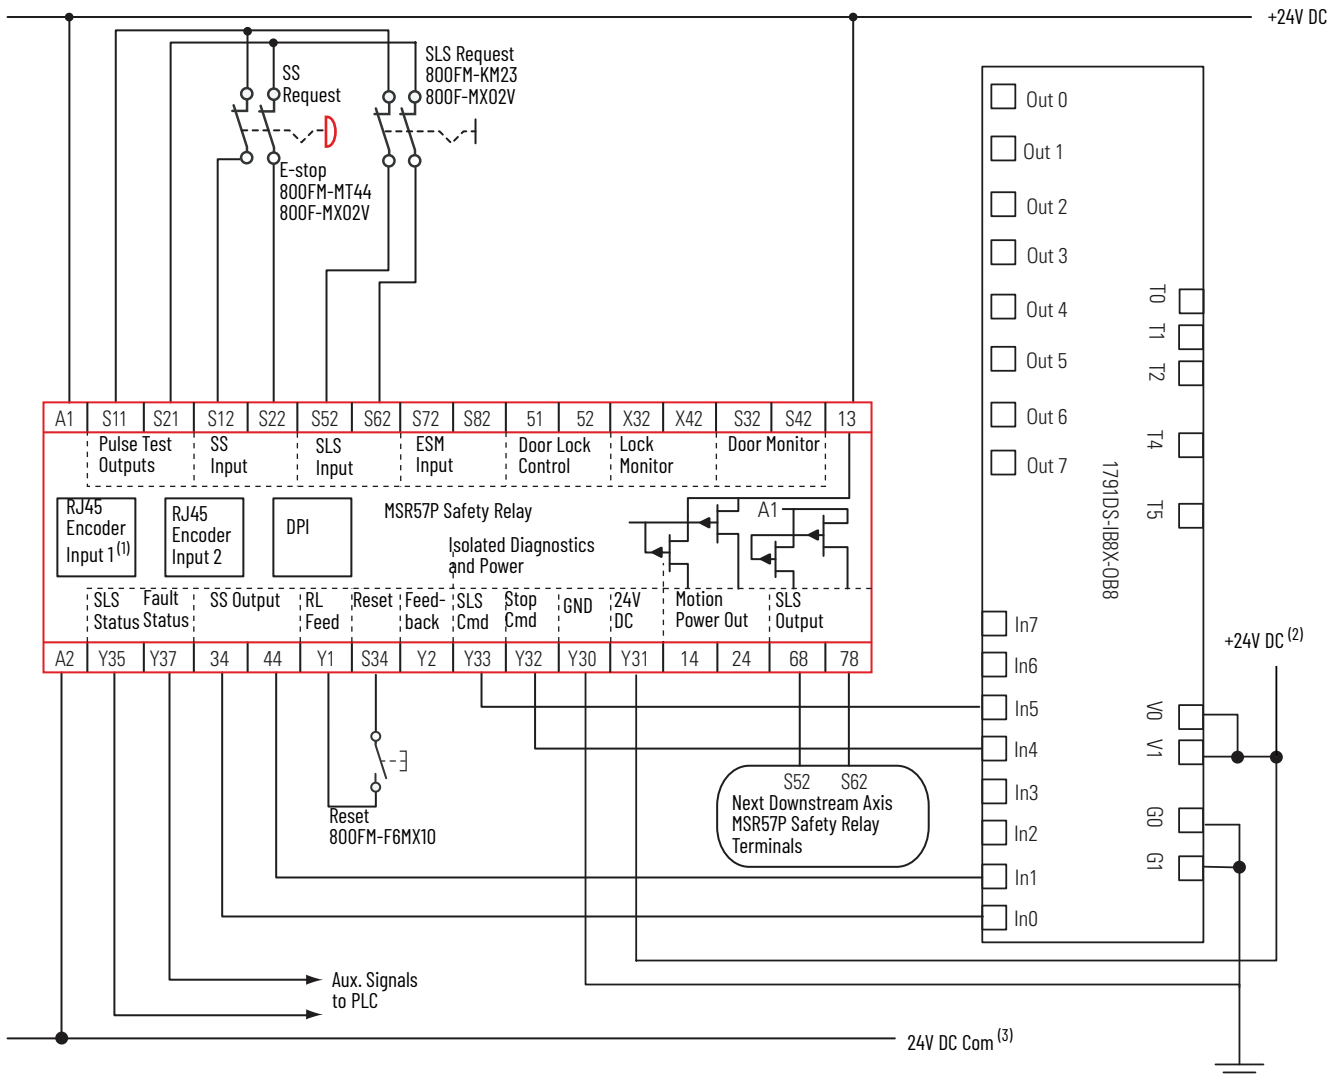 +24V DC
SLS Request
800FM-KM23
800F-MX02V
SS
Request
E-stop
800FM-MT44
800F-MX02V
Out 0
Out 1
Out 2
Out 3
Out 4
Out 5
Out 6
Out 7
T0
T1
T2
T4
T5
1791DS-IB8X-OB8
A1 S11 S21 S12 S22 S52 S62 S72 S82 51 52 X32 X42 S32 S42 13
Pulse Test
Outputs
SS
Input
SLS
Input
ESM
Input
Door Lock
Control
Lock
Monitor
Door Monitor
RJ45
Encoder
Input 1 (1)
RJ45
Encoder
Input 2
DPI
MSR57P Safety Relay
Isolated Diagnostics
and Power
A1
SLS
Status
Fault
Status
SS Output
RL
Feed
Reset
Feed-
back
SLS
Cmd
Stop
Cmd
GND
24V
DC
Motion
Power Out
SLS
Output
A2 Y35 Y37 34 44 Y1 S34 Y2 Y33 Y32 Y30 Y31 14 24 68 78
In7
In6
In5
In4
In3
In2
In1
In0
+24V DC (2)
V0
V1
G0
G1
Reset
800FM-F6MX10
S52 S62
Next Downstream Axis
MSR57P Safety Relay
Terminals
Aux. Signals
to PLC
24V DC Com (3)